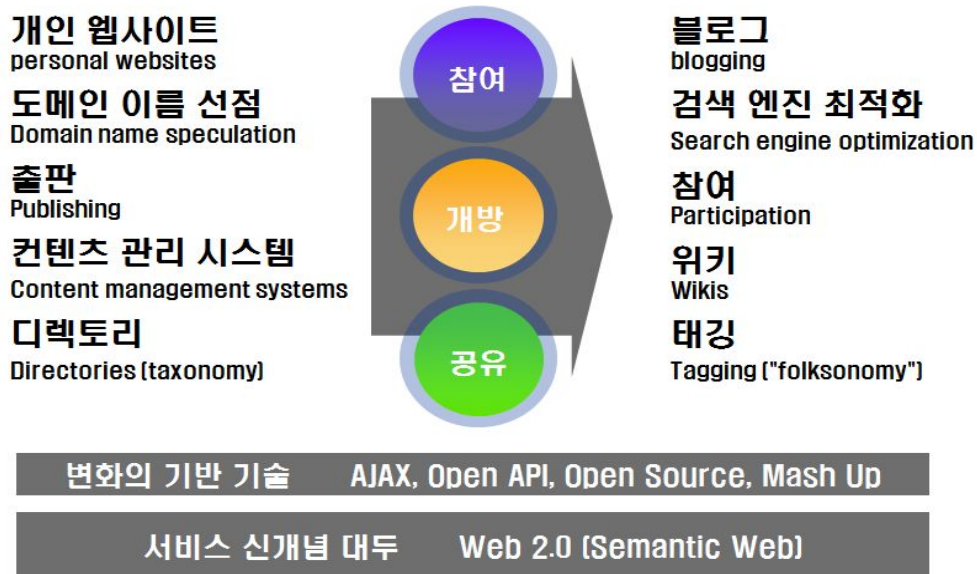 개인 웹사이트
personal websites
도메인 이름 선점
Domain name speculation
출판
Publishing
컨텐츠 관리 시스템
Content management systems
디렉토리
Directories (taxonomy)
참여
개방
공유
블로그
blogging
검색 엔진 최적화
Search engine optimization
참여
Participation
위키
Wikis
태깅
Tagging ("folksonomy")
변화의 기반 기술 AJAX, Open API, Open Source, Mash Up
서비스 신개념 대두 Web 2.0 (Semantic Web)